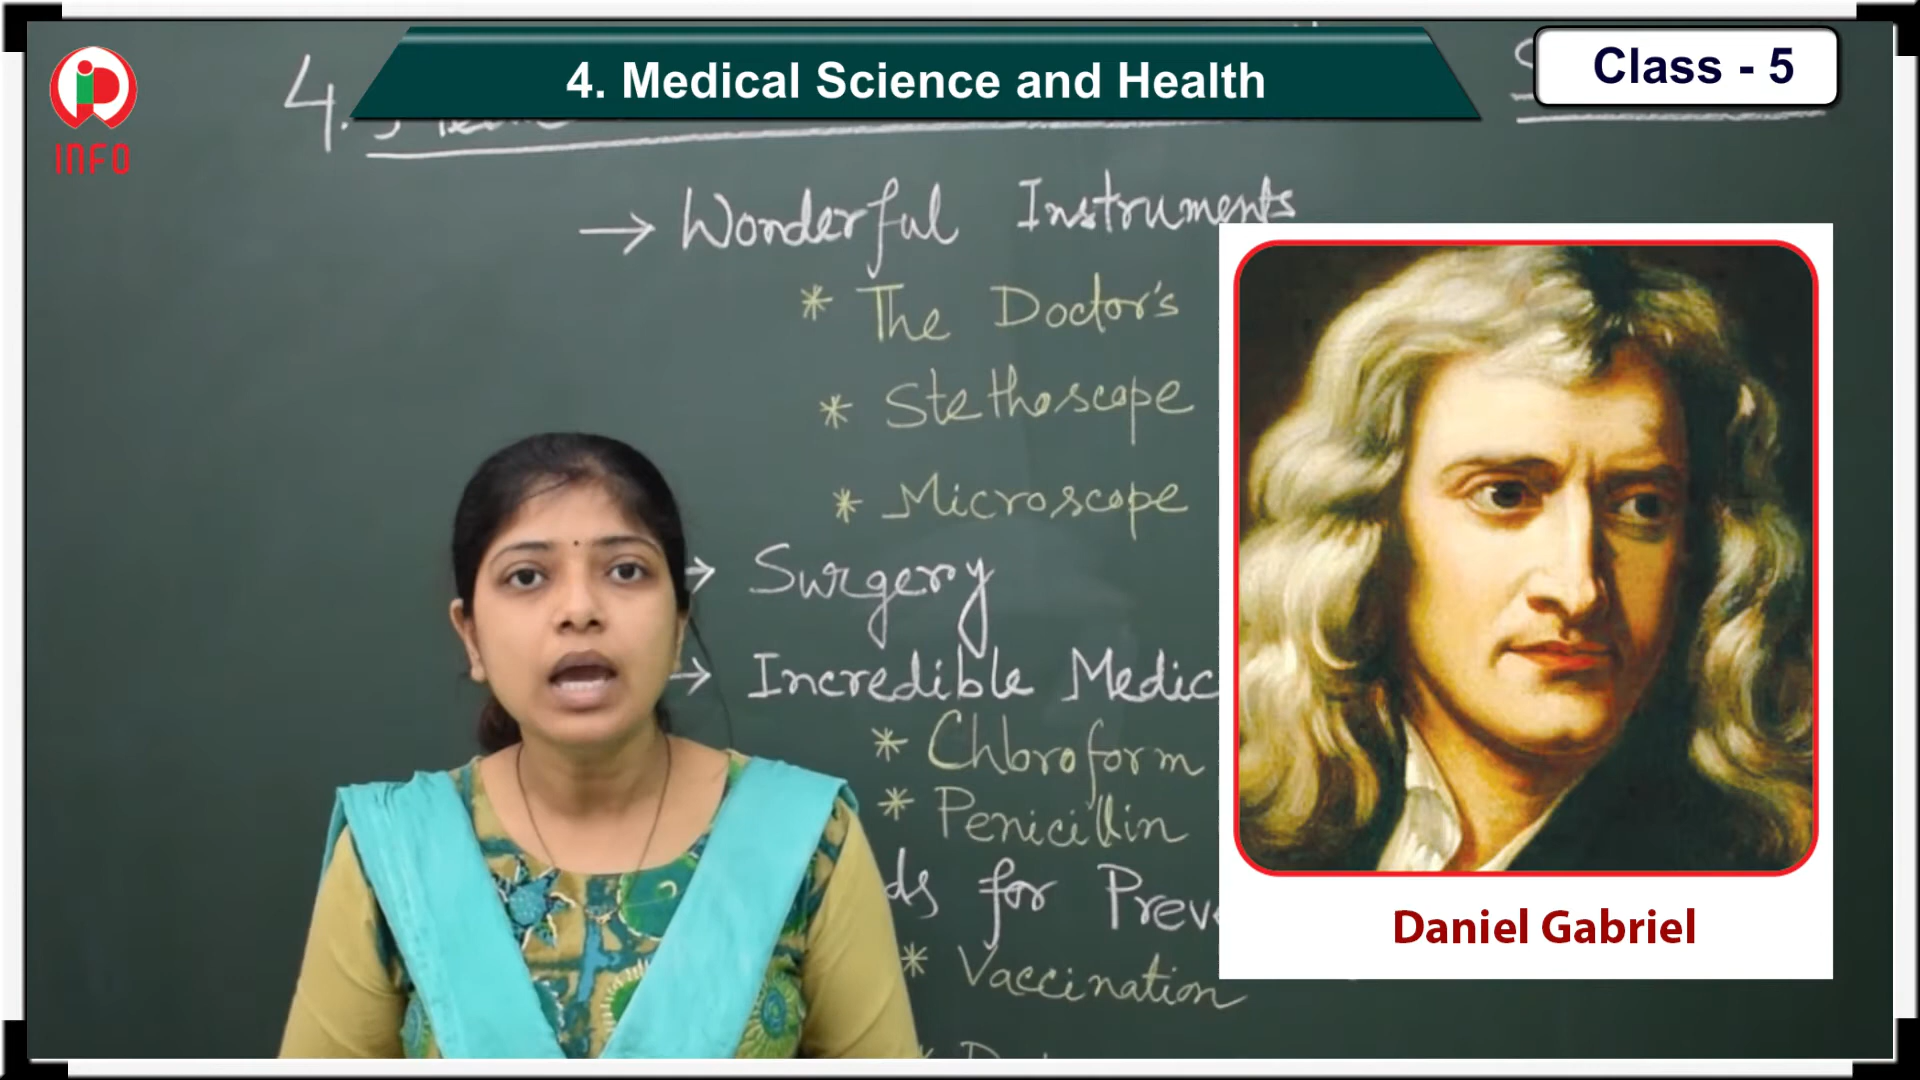 4. Medical Science and Health
Class - 5
INFO
4.
→ Wonderful Instruments
* The Doctor's
* Stethoscope
* Microscope
→ Surgery
→ Incredible Medic
* Chloroform
* Penicillin
ds for Prev
* Vaccination
Daniel Gabriel